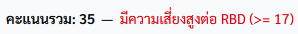 คะแนนรวม: 35 — มีความเสี่ยงสูงต่อ RBD (>= 17)